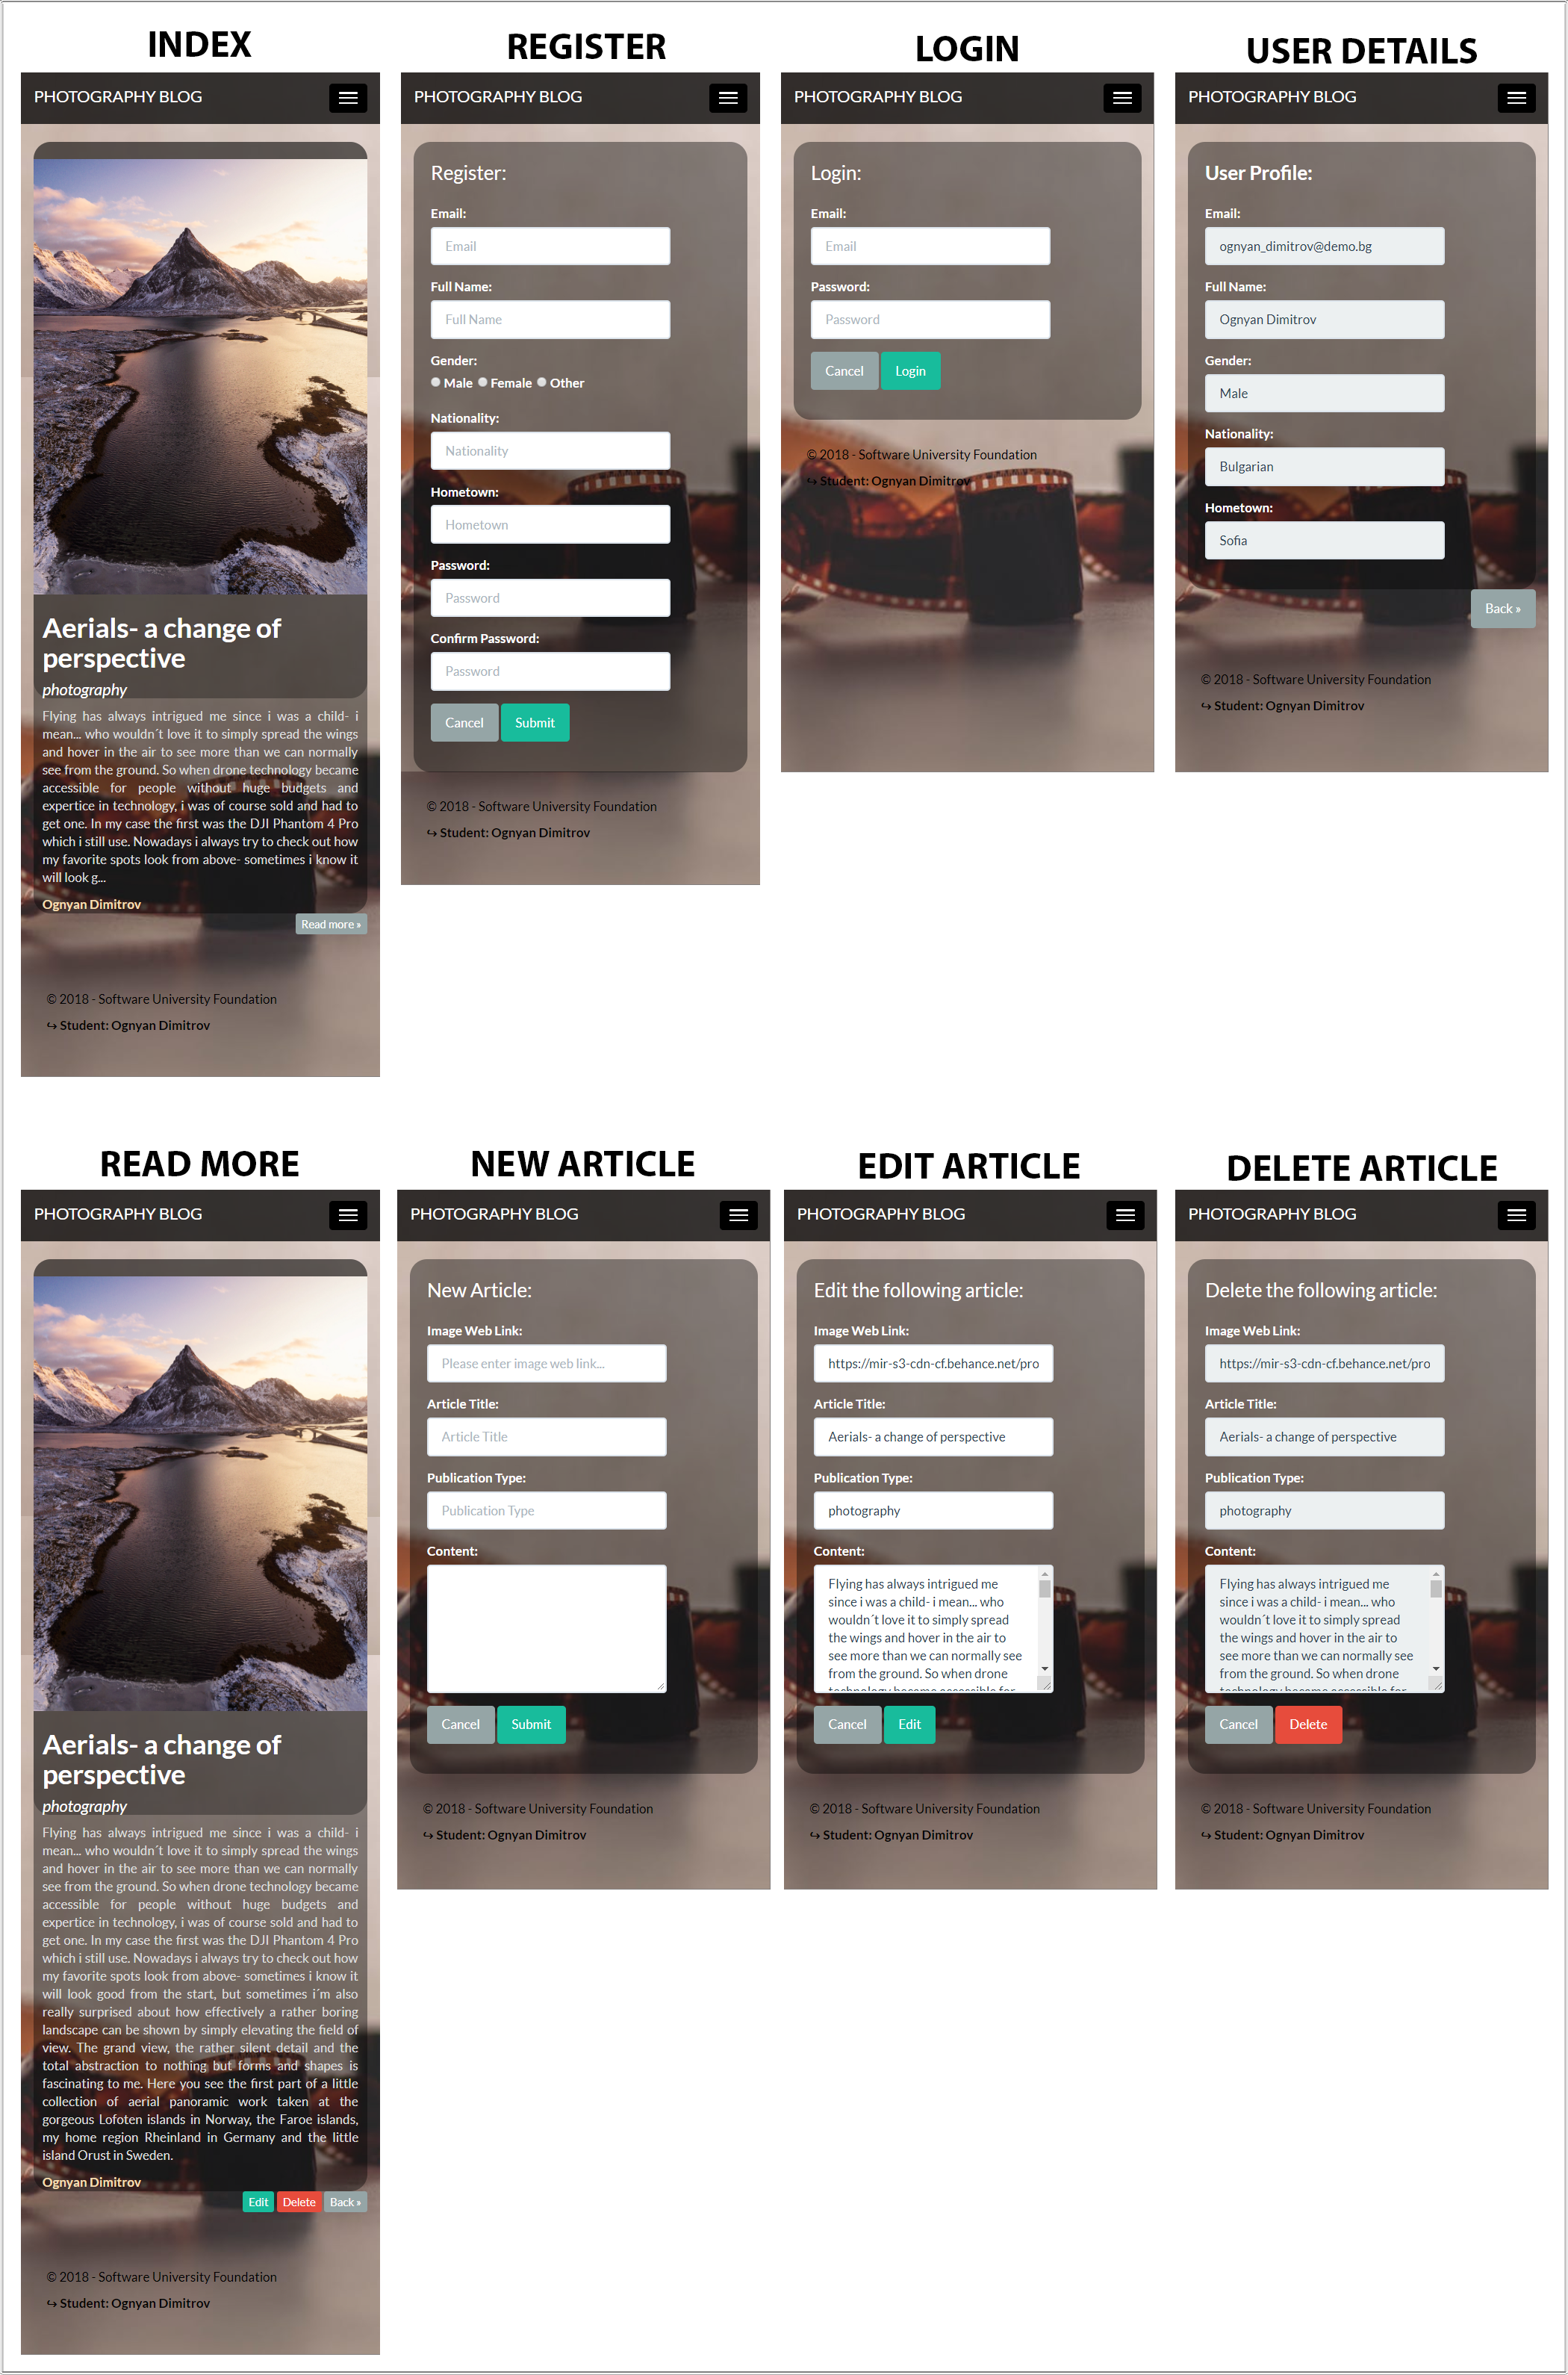 INDEX
PHOTOGRAPHY BLOG
Aerials- a change of
perspective
photography
Flying has always intrigued me since i was a child- i
mean... who wouldn´t love it to simply spread the wings
and hover in the air to see more than we can normally
see from the ground. So when drone technology became
accessible for people without huge budgets and
expertice in technology, i was of course sold and had to
get one. In my case the first was the DJI Phantom 4 Pro
which i still use. Nowadays i always try to check out how
my favorite spots look from above- sometimes i know it
will look g...
Ognyan Dimitrov
Read more »
© 2018 - Software University Foundation
↪ Student: Ognyan Dimitrov
REGISTER
PHOTOGRAPHY BLOG
Register:
Email:
Email
Full Name:
Full Name
Gender:
Male Female Other
Nationality:
Nationality
Hometown:
Hometown
Password:
Password
Confirm Password:
Password
Cancel Submit
© 2018 - Software University Foundation
↪ Student: Ognyan Dimitrov
LOGIN
PHOTOGRAPHY BLOG
Login:
Email:
Email
Password:
Password
Cancel Login
© 2018 - Software University Foundation
↪ Student: Ognyan Dimitrov
USER DETAILS
PHOTOGRAPHY BLOG
User Profile:
Email:
ognyan_dimitrov@demo.bg
Full Name:
Ognyan Dimitrov
Gender:
Male
Nationality:
Bulgarian
Hometown:
Sofia
Back »
© 2018 - Software University Foundation
↪ Student: Ognyan Dimitrov
READ MORE
PHOTOGRAPHY BLOG
Aerials- a change of
perspective
photography
Flying has always intrigued me since i was a child- i
mean... who wouldn´t love it to simply spread the wings
and hover in the air to see more than we can normally
see from the ground. So when drone technology became
accessible for people without huge budgets and
expertice in technology, i was of course sold and had to
get one. In my case the first was the DJI Phantom 4 Pro
which i still use. Nowadays i always try to check out how
my favorite spots look from above- sometimes i know it
will look good from the start, but sometimes i´m also
really surprised about how effectively a rather boring
landscape can be shown by simply elevating the field of
view. The grand view, the rather silent detail and the
total abstraction to nothing but forms and shapes is
fascinating to me. Here you see the first part of a little
collection of aerial panoramic work taken at the
gorgeous Lofoten islands in Norway, the Faroe islands,
my home region Rheinland in Germany and the little
island Orust in Sweden.
Ognyan Dimitrov
Edit Delete Back »
© 2018 - Software University Foundation
↪ Student: Ognyan Dimitrov
NEW ARTICLE
PHOTOGRAPHY BLOG
New Article:
Image Web Link:
Please enter image web link...
Article Title:
Article Title
Publication Type:
Publication Type
Content:
Cancel Submit
© 2018 - Software University Foundation
↪ Student: Ognyan Dimitrov
EDIT ARTICLE
PHOTOGRAPHY BLOG
Edit the following article:
Image Web Link:
https://mir-s3-cdn-cf.behance.net/pro
Article Title:
Aerials- a change of perspective
Publication Type:
photography
Content:
Flying has always intrigued me
since i was a child- i mean... who
wouldn´t love it to simply spread
the wings and hover in the air to
see more than we can normally see
from the ground. So when drone
technology became accessible for
Cancel Edit
© 2018 - Software University Foundation
↪ Student: Ognyan Dimitrov
DELETE ARTICLE
PHOTOGRAPHY BLOG
Delete the following article:
Image Web Link:
https://mir-s3-cdn-cf.behance.net/pro
Article Title:
Aerials- a change of perspective
Publication Type:
photography
Content:
Flying has always intrigued me
since i was a child- i mean... who
wouldn´t love it to simply spread
the wings and hover in the air to
see more than we can normally see
from the ground. So when drone
technology became accessible for
Cancel Delete
© 2018 - Software University Foundation
↪ Student: Ognyan Dimitrov